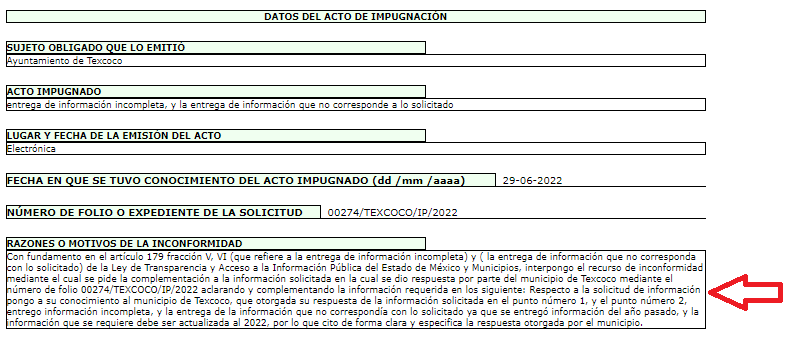 DATOS DEL ACTO DE IMPUGNACIÓN
SUJETO OBLIGADO QUE LO EMITIÓ
Ayuntamiento de Texcoco
ACTO IMPUGNADO
entrega de información incompleta, y la entrega de información que no corresponde a lo solicitado
LUGAR Y FECHA DE LA EMISIÓN DEL ACTO
Electrónica
FECHA EN QUE SE TUVO CONOCIMIENTO DEL ACTO IMPUGNADO (dd /mm /aaaa) 29-06-2022
NÚMERO DE FOLIO O EXPEDIENTE DE LA SOLICITUD 00274/TEXCOCO/IP/2022
RAZONES O MOTIVOS DE LA INCONFORMIDAD
Con fundamento en el artículo 179 fracción V, VI (que refiere a la entrega de información incompleta) y ( la entrega de información que no corresponda
con lo solicitado) de la Ley de Transparencia y Acceso a la Información Pública del Estado de México y Municipios, interpongo el recurso de inconformidad
mediante el cual se pide la complementación a la información solicitada en la cual se dio respuesta por parte del municipio de Texcoco mediante el
número de folio 00274/TEXCOCO/IP/2022 aclarando y complementando la información requerida en los siguiente: Respecto a la solicitud de información
pongo a su conocimiento al municipio de Texcoco, que otorgada su respuesta de la información solicitada en el punto número 1, y el punto número 2,
entrego información incompleta, y la entrega de la información que no correspondía con lo solicitado ya que se entregó información del año pasado, y la
información que se requiere debe ser actualizada al 2022, por lo que cito de forma clara y especifica la respuesta otorgada por el municipio.